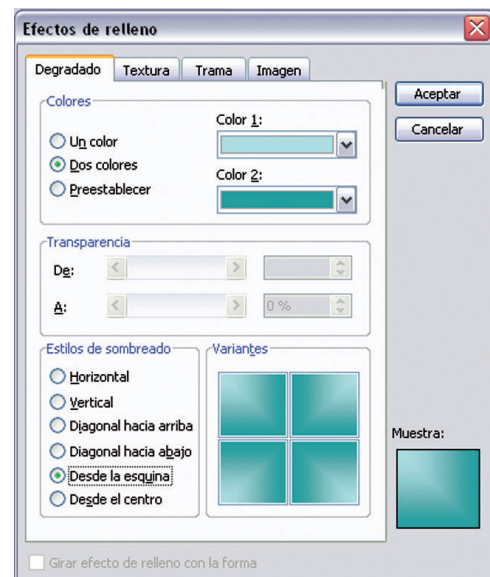 Efectos de relleno
Degradado Textura Trama Imagen
Aceptar
Cancelar
Colores
Un color
Dos colores
Preestablecer
Color 1:
Color 2:
Transparencia
De:
A: 0 %
Estilos de sombreado
Horizontal
Vertical
Diagonal hacia arriba
Diagonal hacia abajo
Desde la esquina
Desde el centro
Variantes
Muestra:
Girar efecto de relleno con la forma